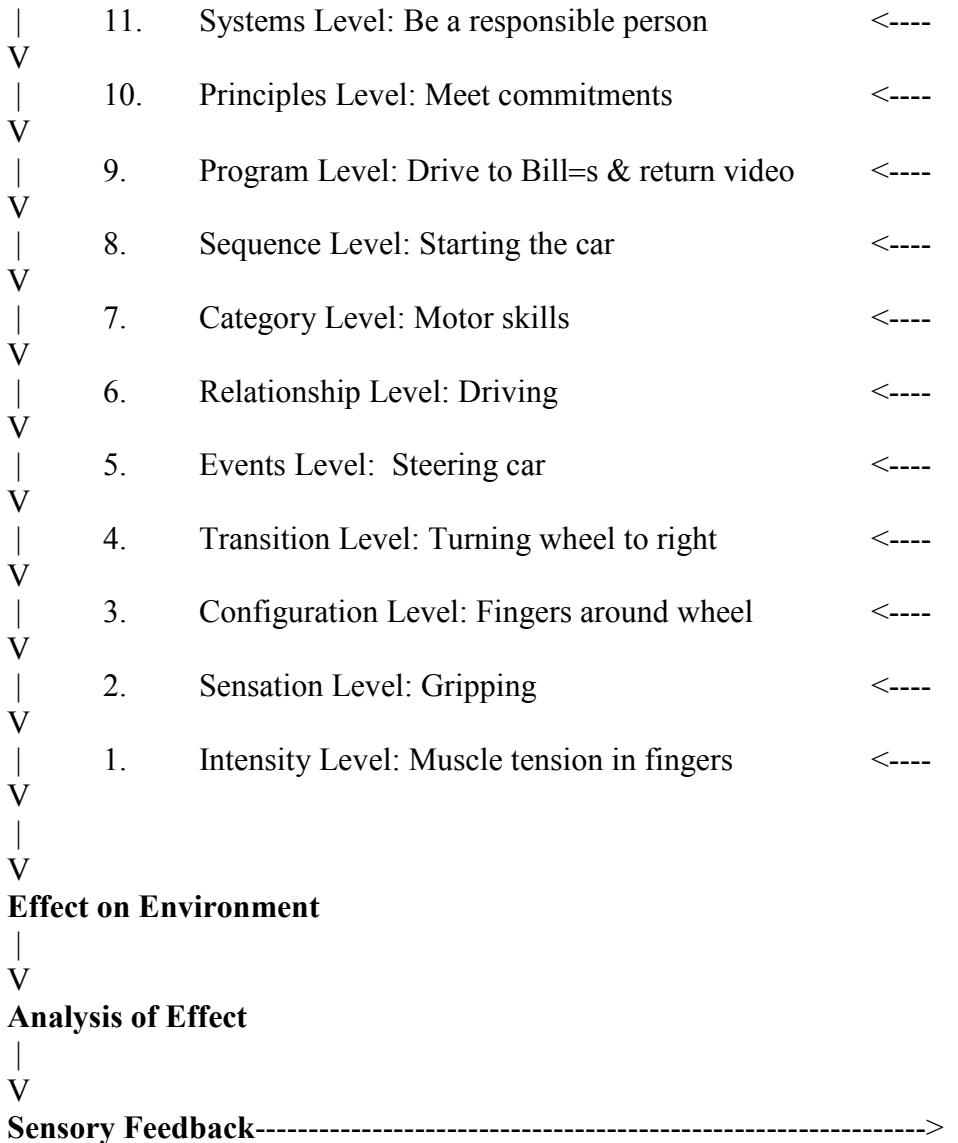 | 11. Systems Level: Be a responsible person <----
V
| 10. Principles Level: Meet commitments <----
V
| 9. Program Level: Drive to Bill=s & return video <----
V
| 8. Sequence Level: Starting the car <----
V
| 7. Category Level: Motor skills <----
V
| 6. Relationship Level: Driving <----
V
| 5. Events Level: Steering car <----
V
| 4. Transition Level: Turning wheel to right <----
V
| 3. Configuration Level: Fingers around wheel <----
V
| 2. Sensation Level: Gripping <----
V
| 1. Intensity Level: Muscle tension in fingers <----
V
|
V
Effect on Environment
|
V
Analysis of Effect
|
V
Sensory Feedback---------------------------------------------------------------->